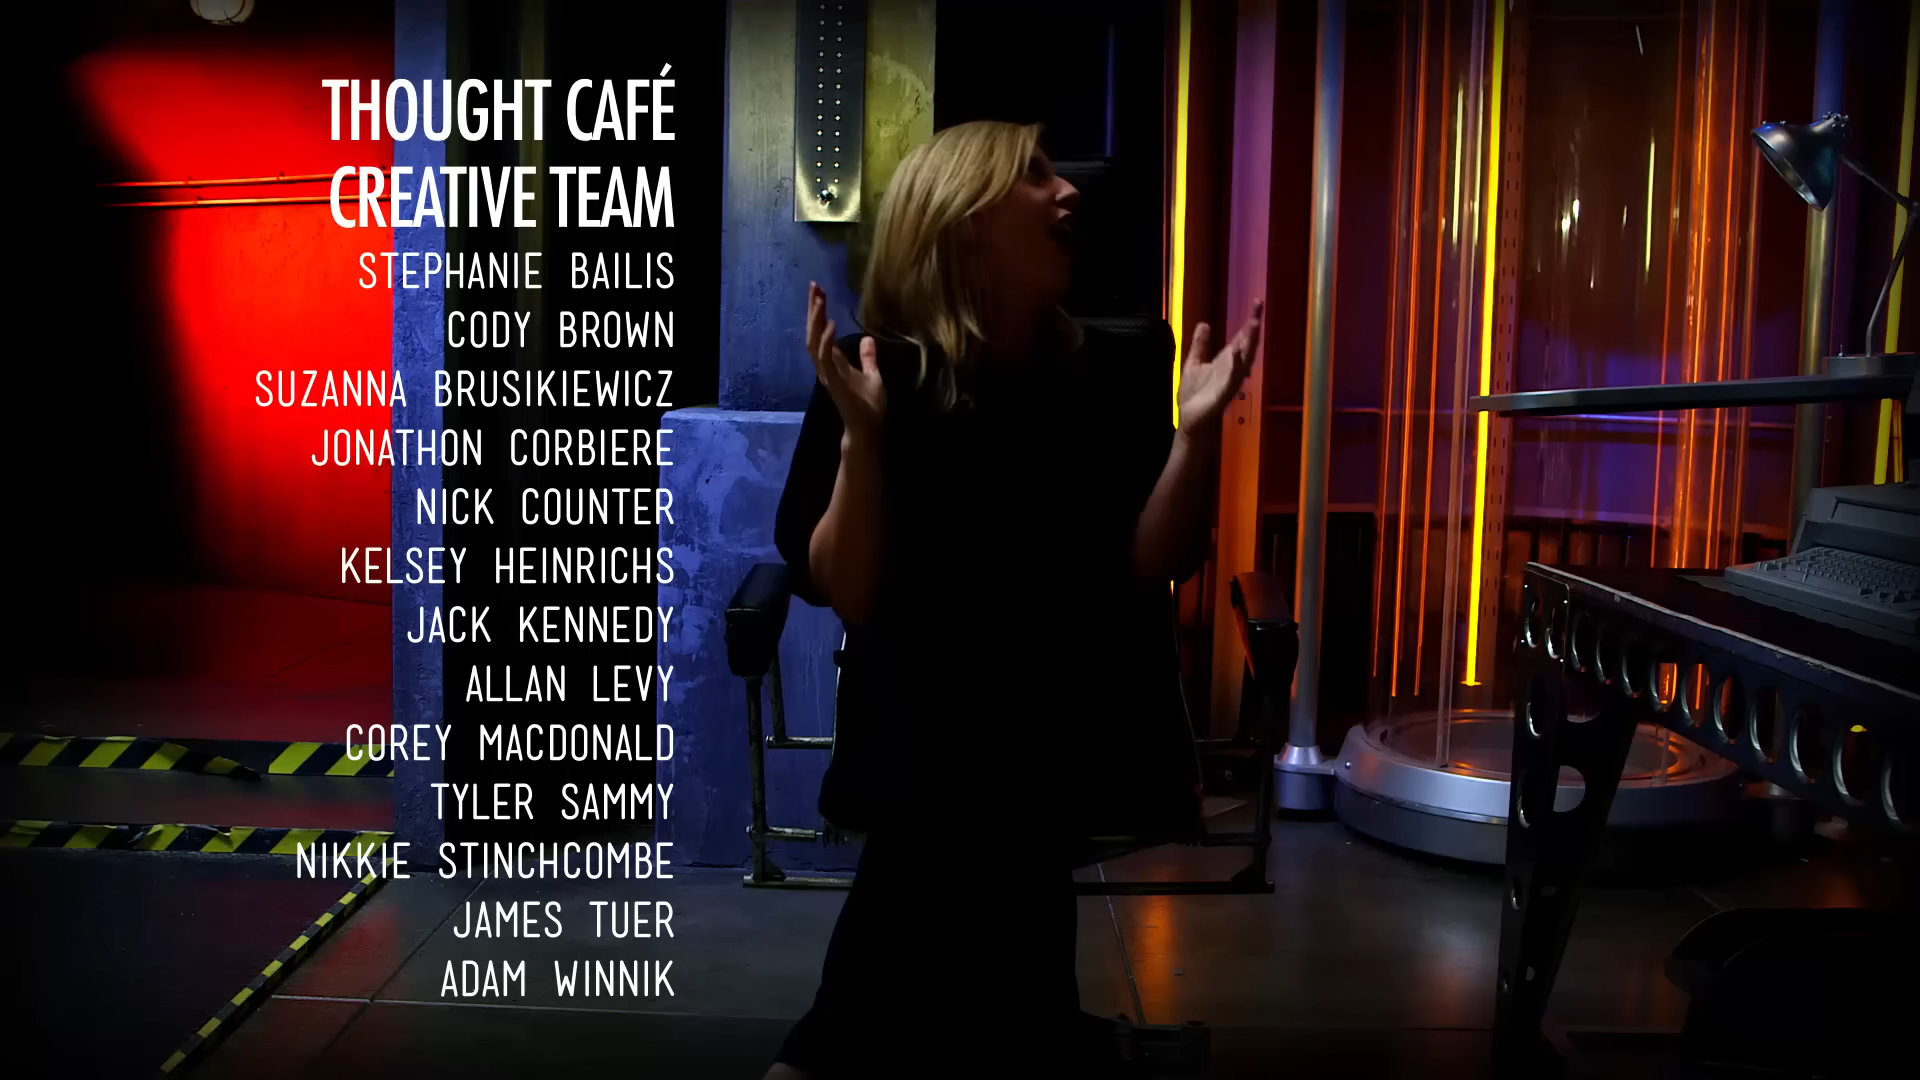 THOUGHT CAFÉ
CREATIVE TEAM
STEPHANIE BAILIS
CODY BROWN
SUZANNA BRUSIKIEWICZ
JONATHON CORBIERE
NICK COUNTER
KELSEY HEINRICHS
JACK KENNEDY
ALLAN LEVY
COREY MACDONALD
TYLER SAMMY
NIKKIE STINCHCOMBE
JAMES TUER
ADAM WINNIK